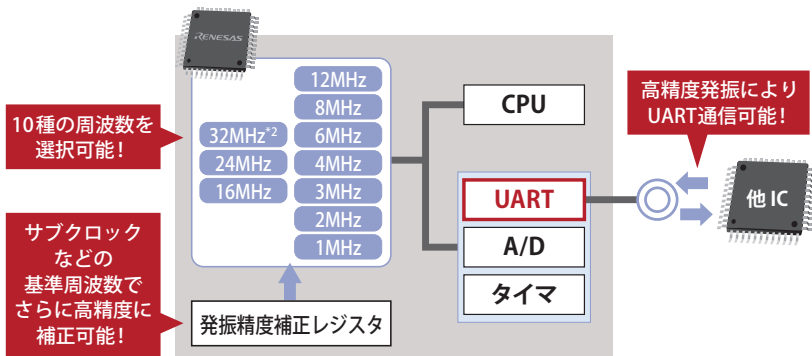 RENESAS
10種の周波数を
選択可能！
サブクロック
などの
基準周波数で
さらに高精度に
補正可能！
32MHz*2
24MHz
16MHz
12MHz
8MHz
6MHz
4MHz
3MHz
2MHz
1MHz
発振精度補正レジスタ
CPU
UART
A/D
タイマ
高精度発振により
UART通信可能！
他 IC